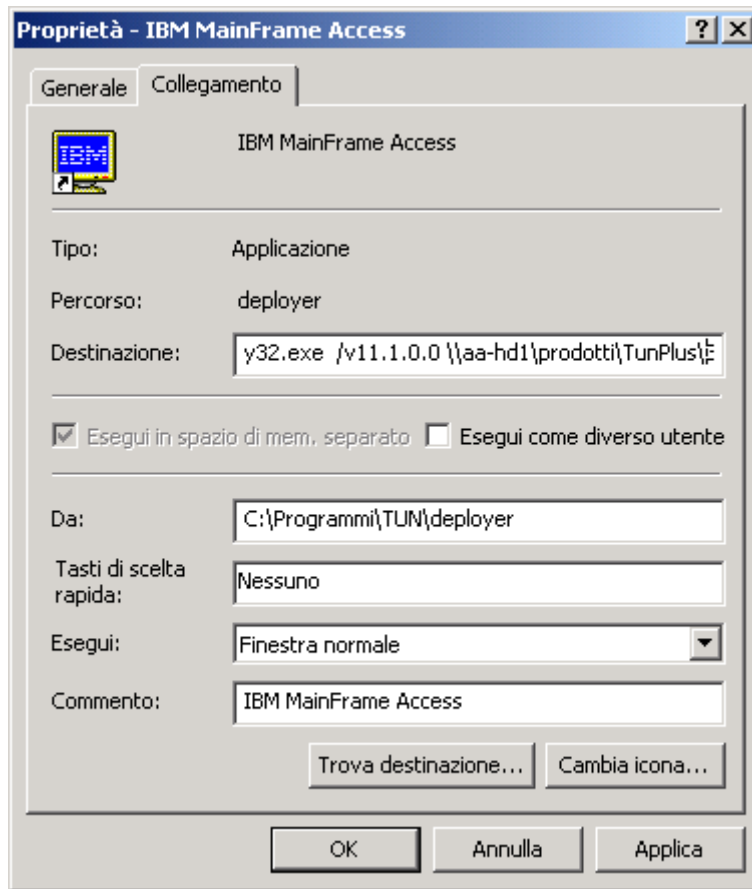 Proprietà - IBM MainFrame Access
Generale
Collegamento
IBM
IBM MainFrame Access
Tipo: Applicazione
Percorso: deployer
Destinazione: y32.exe /v11.1.0.0 \\aa-hd1\prodotti\TunPlus\
Esegui in spazio di mem. separato
Esegui come diverso utente
Da: C:\Programmi\TUN\deployer
Tasti di scelta
rapida: Nessuno
Esegui: Finestra normale
Commento: IBM MainFrame Access
Trova destinazione... Cambia icona...
OK Annulla Applica